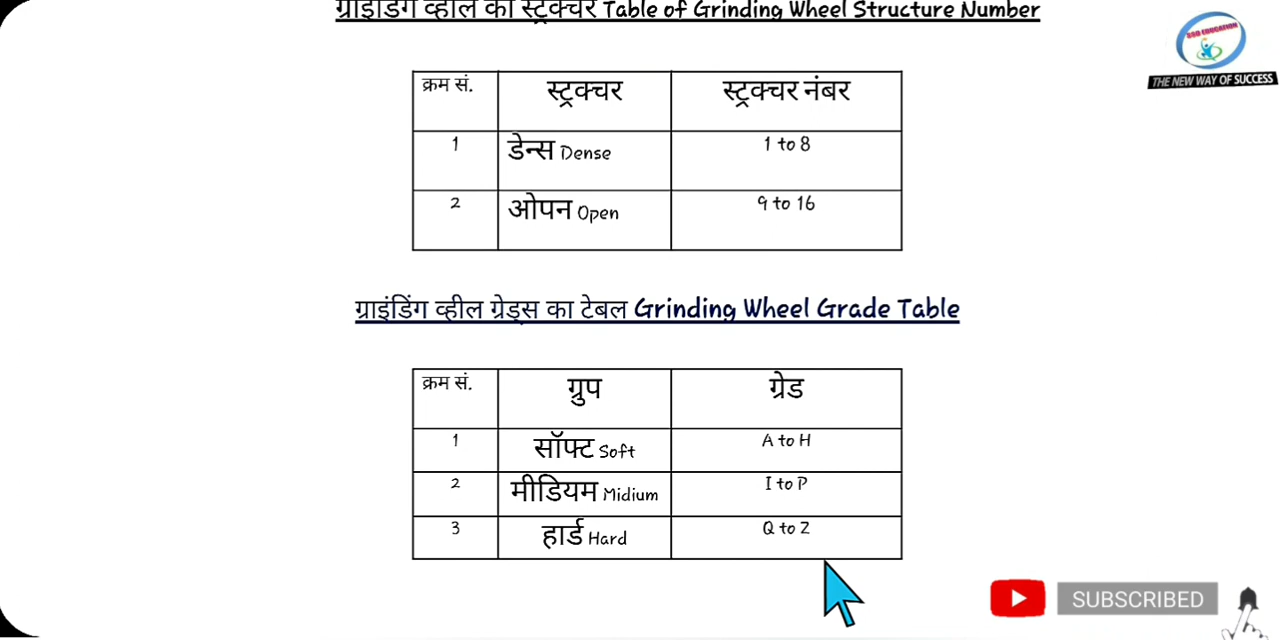 ग्राइंडिंग व्हील की स्ट्रक्चर Table of Grinding Wheel Structure Number
क्रम सं. स्ट्रक्चर स्ट्रक्चर नंबर
1 डेन्स Dense 1 to 8
2 ओपन Open 9 to 16
ग्राइंडिंग व्हील ग्रेड्स का टेबल Grinding Wheel Grade Table
क्रम सं. ग्रुप ग्रेड
1 सॉफ्ट Soft A to H
2 मीडियम Midium I to P
3 हार्ड Hard Q to Z
EDUCATION
THE NEW WAY OF SUCCESS
SUBSCRIBED